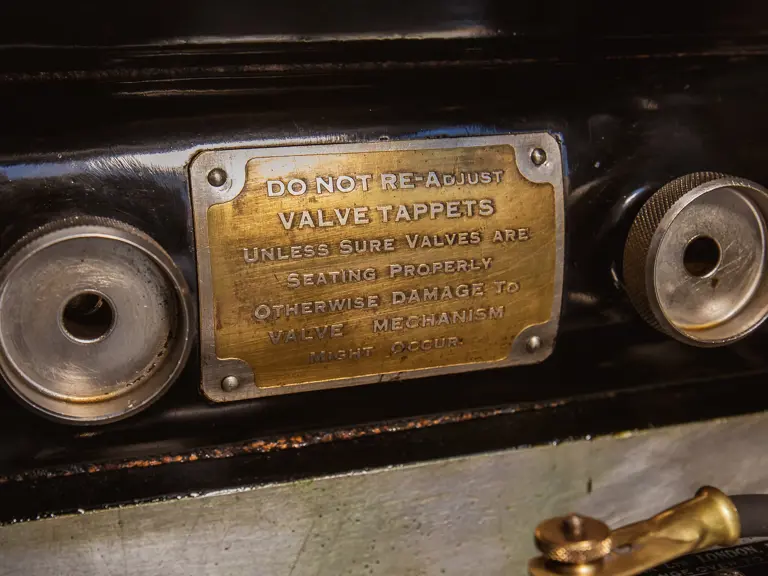 DO NOT RE-ADJUST
VALVE TAPPETS
UNLESS SURE VALVES ARE
SEATING PROPERLY
OTHERWISE DAMAGE TO
VALVE MECHANISM
MIGHT OCCUR.